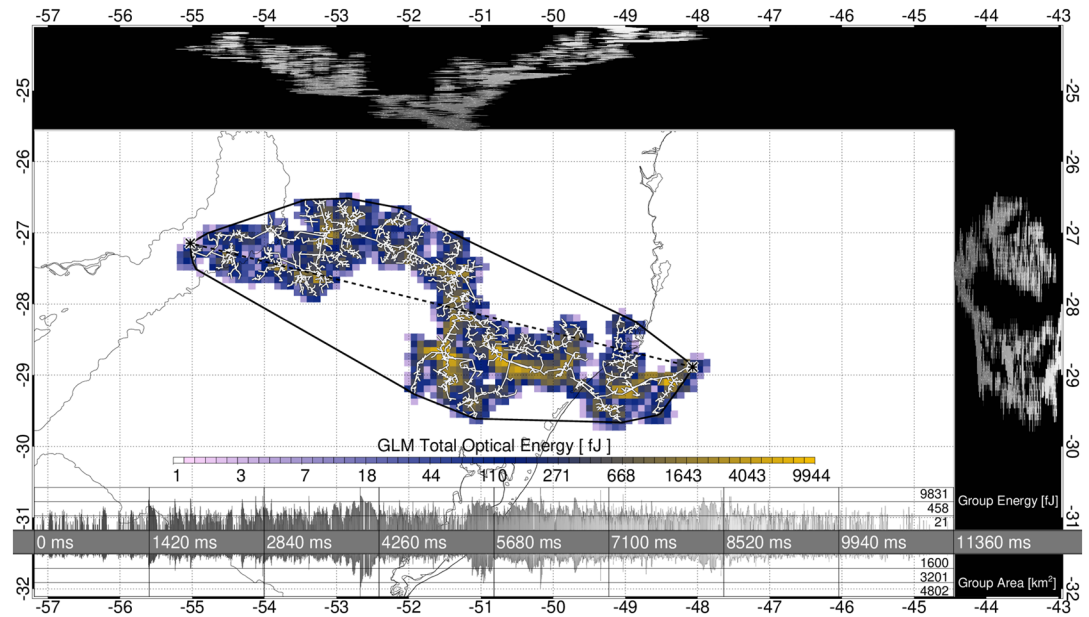 -57 -56 -55 -54 -53 -52 -51 -50 -49 -48 -47 -46 -45 -44 -43
-25 -25
-26 -26
-27 -27
-28 -28
-29 -29
-30 -30
GLM Total Optical Energy [ fJ ]
1 3 7 18 44 110 271 668 1643 4043 9944
9831
458
21
Group Energy [fJ]
-31 -31
0 ms 1420 ms 2840 ms 4260 ms 5680 ms 7100 ms 8520 ms 9940 ms 11360 ms
1600
3201
4802
Group Area [km²]
-32 -32
-57 -56 -55 -54 -53 -52 -51 -50 -49 -48 -47 -46 -45 -44 -43